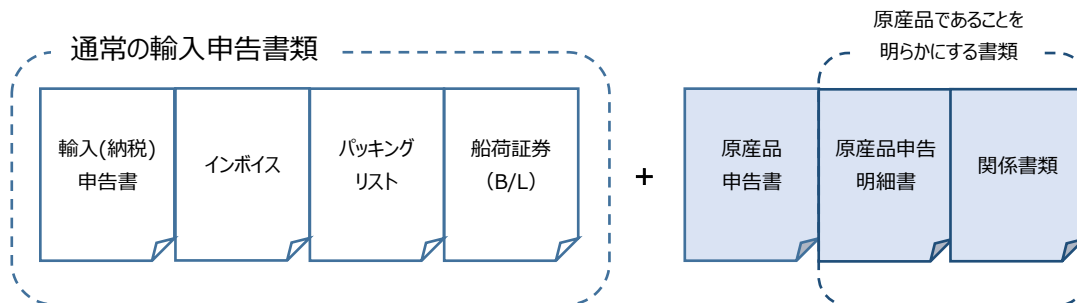 原産品であることを
明らかにする書類
通常の輸入申告書類
輸入(納税)
申告書
インボイス
パッキング
リスト
船荷証券
(B/L)
+
原産品
申告書
原産品申告
明細書
関係書類